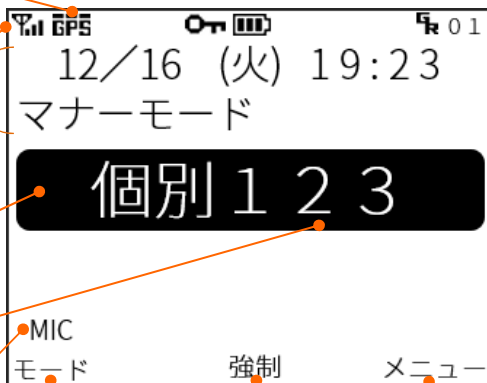 GPS GR 01
12／16 (火) 19:23
マナーモード
個別１２３
MIC
モード 強制 メニュー